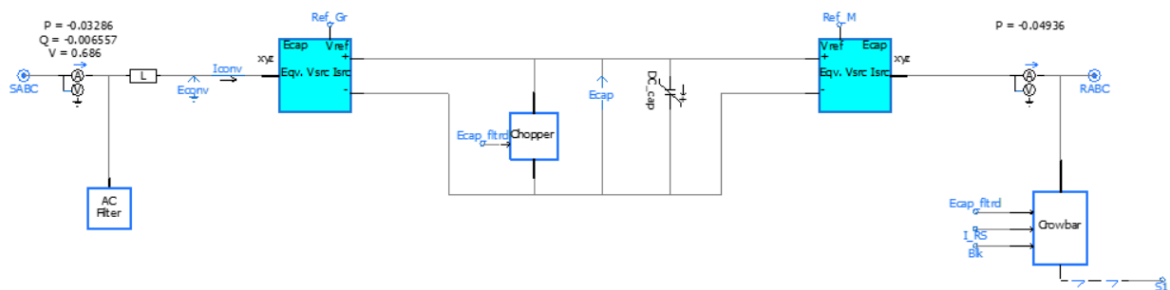 P = -0.03286
Q = -0.006557
V = 0.686
SABC
A
V
L
Econv
Iconv
AC
Filter
xyz
Ref_Gr
Ecap Vref
+
Eqv. Vsrc Isrc
-
Ecap_fltrd
Chopper
Ecap
DC_cap
Ref_M
Vref Ecap
+
Eqv. Vsrc Isrc
-
xyz
P = -0.04936
A
V
RABC
Ecap_fltrd
I_RS
Blk
Crowbar
S1